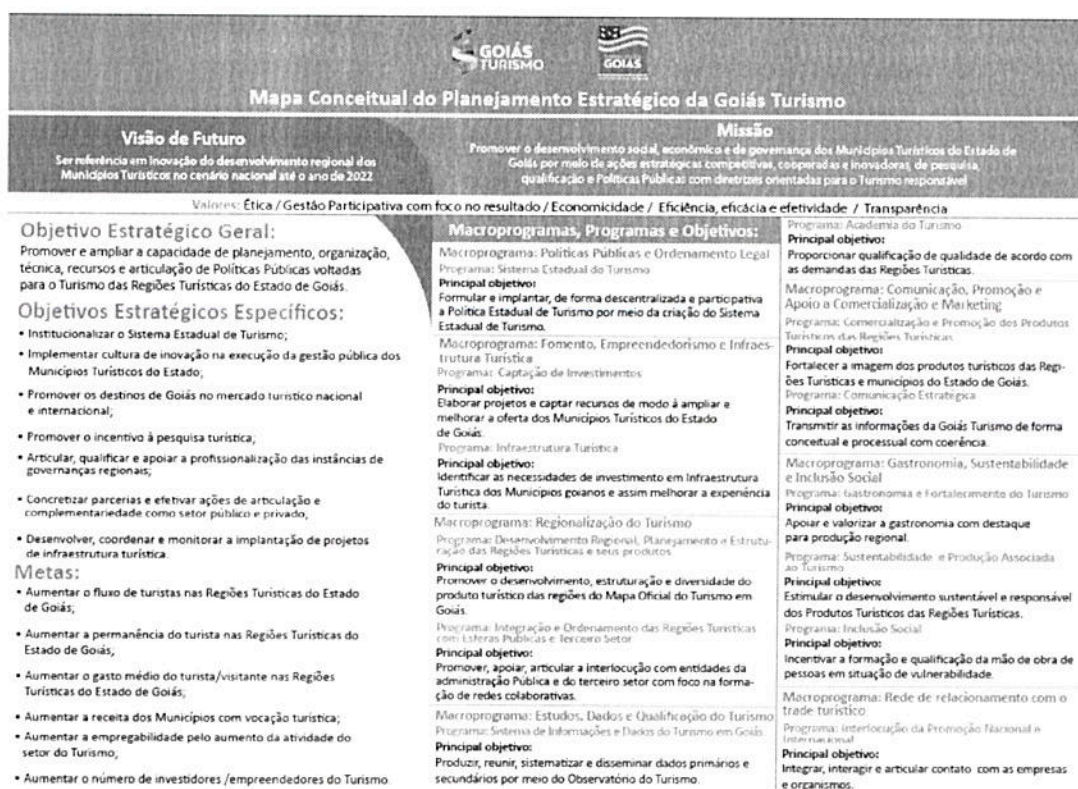 GOIÁS
TURISMO
GOIÁS
Mapa Conceitual do Planejamento Estratégico da Goiás Turismo
Visão de Futuro
Ser referência em Inovação do desenvolvimento regional dos
Municípios Turísticos no cenário nacional até o ano de 2022
Missão
Promover o desenvolvimento social, econômico e de governança dos Municípios Turísticos do Estado de
Goiás por meio de ações estratégicas competitivas, cooperadas e inovadoras, de pesquisa,
qualificação e Políticas Públicas com diretrizes orientadas para o Turismo responsável
Valores: Ética / Gestão Participativa com foco no resultado / Economicidade / Eficiência, eficácia e efetividade / Transparência
Objetivo Estratégico Geral:
Promover e ampliar a capacidade de planejamento, organização,
técnica, recursos e articulação de Políticas Públicas voltadas
para o Turismo das Regiões Turísticas do Estado de Goiás.
Objetivos Estratégicos Específicos:
• Institucionalizar o Sistema Estadual de Turismo;
• Implementar cultura de inovação na execução da gestão pública dos
Municípios Turísticos do Estado;
• Promover os destinos de Goiás no mercado turístico nacional
e internacional;
• Promover o incentivo à pesquisa turística;
• Articular, qualificar e apoiar a profissionalização das instâncias de
governanças regionais;
• Concretizar parcerias e efetivar ações de articulação e
complementariedade como setor público e privado;
• Desenvolver, coordenar e monitorar a implantação de projetos
de infraestrutura turística.
Metas:
• Aumentar o fluxo de turistas nas Regiões Turísticas do Estado
de Goiás;
• Aumentar a permanência do turista nas Regiões Turísticas do
Estado de Goiás;
• Aumentar o gasto médio do turista/visitante nas Regiões
Turísticas do Estado de Goiás;
• Aumentar a receita dos Municípios com vocação turística;
• Aumentar a empregabilidade pelo aumento da atividade do
setor do Turismo;
• Aumentar o número de investidores /empreendedores do Turismo.
Macroprogramas, Programas e Objetivos:
Macroprograma: Políticas Públicas e Ordenamento Legal
Programa: Sistema Estadual do Turismo
Principal objetivo:
Formular e implantar, de forma descentralizada e participativa
a Política Estadual de Turismo por meio da criação do Sistema
Estadual de Turismo.
Macroprograma: Fomento, Empreendedorismo e Infraes-
trutura Turística
Programa: Captação de Investimentos
Principal objetivo:
Elaborar projetos e captar recursos de modo à ampliar e
melhorar a oferta dos Municípios Turísticos do Estado
de Goiás.
Programa: Infraestrutura Turística
Principal objetivo:
Identificar as necessidades de investimento em Infraestrutura
Turística dos Municípios goianos e assim melhorar a experiência
do turista.
Macroprograma: Regionalização do Turismo
Programa: Desenvolvimento Regional, Planejamento e Estrutu-
ração das Regiões Turísticas e seus produtos
Principal objetivo:
Promover o desenvolvimento, estruturação e diversidade do
produto turístico das regiões do Mapa Oficial do Turismo em
Goiás.
Programa: Integração e Ordenamento das Regiões Turísticas
com Esferas Públicas e Terceiro Setor
Principal objetivo:
Promover, apoiar, articular a interlocução com entidades da
administração Pública e do terceiro setor com foco na forma-
ção de redes colaborativas.
Macroprograma: Estudos, Dados e Qualificação do Turismo
Programa: Sistema de Informações e Dados do Turismo em Goiás
Principal objetivo:
Produzir, reunir, sistematizar e disseminar dados primários e
secundários por meio do Observatório do Turismo.
Programa: Academia do Turismo
Principal objetivo:
Proporcionar qualificação de qualidade de acordo com
as demandas das Regiões Turísticas.
Macroprograma: Comunicação, Promoção e
Apoio a Comercialização e Marketing
Programa: Comercialização e Promoção dos Produtos
Turísticos das Regiões Turísticas
Principal objetivo:
Fortalecer a imagem dos produtos turísticos das Regi-
ões Turísticas e municípios do Estado de Goiás.
Programa: Comunicação Estratégica
Principal objetivo:
Transmitir as informações da Goiás Turismo de forma
conceitual e processual com coerência.
Macroprograma: Gastronomia, Sustentabilidade
e Inclusão Social
Programa: Gastronomia e Fortalecimento do Turismo
Principal objetivo:
Apoiar e valorizar a gastronomia com destaque
para produção regional.
Programa: Sustentabilidade e Produção Associada
ao Turismo
Principal objetivo:
Estimular o desenvolvimento sustentável e responsável
dos Produtos Turísticos das Regiões Turísticas.
Programa: Inclusão Social
Principal objetivo:
Incentivar a formação e qualificação da mão de obra de
pessoas em situação de vulnerabilidade.
Macroprograma: Rede de relacionamento com o
trade turístico
Programa: Interlocução da Promoção Nacional e
Internacional
Principal objetivo:
Integrar, interagir e articular contato com as empresas
e organismos.